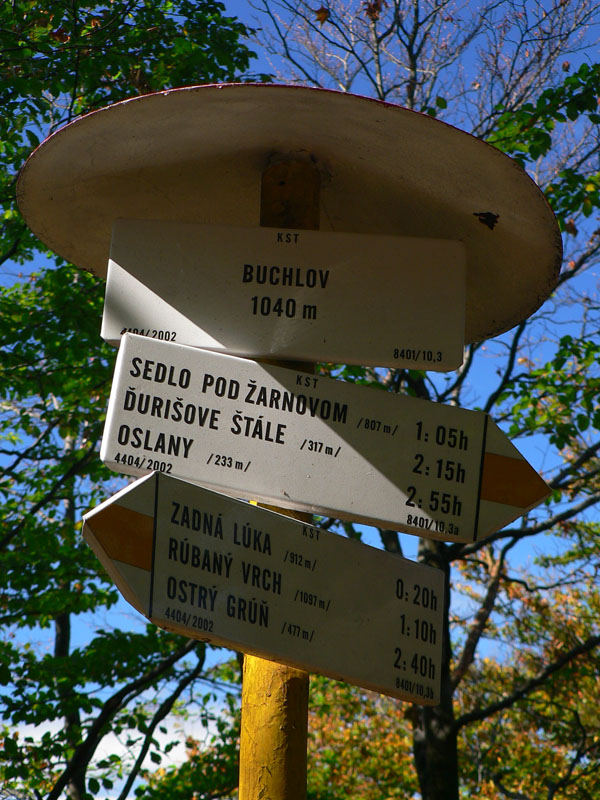 KST
BUCHLOV
1040 m
4404/2002 8401/10,3
KST
SEDLO POD ŽARNOVOM /807 m/ 1:05h
ĎURIŠOVE ŠTÁLE /317 m/ 2:15h
OSLANY /233 m/ 2:55h
4404/2002 8401/10,3a
KST
ZADNÁ LÚKA /912 m/ 0:20h
RÚBANÝ VRCH /1097 m/ 1:10h
OSTRÝ GRÚŇ /477 m/ 2:40h
4404/2002 8401/10,3b